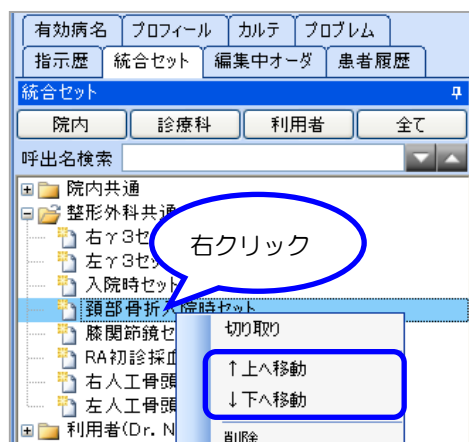 有効病名 プロフィール カルテ プロブレム
指示歴 統合セット 編集中オーダ 患者履歴
統合セット
院内 診療科 利用者 全て
呼出名検索
院内共通
整形外科共通
右γ3セ
左γ3セッ
入院時セット
頚部骨折入院時セット
膝関節鏡セ
RA初診採血
右人工骨頭
左人工骨頭
利用者(Dr. N
右クリック
切り取り
↑上へ移動
↓下へ移動
削除